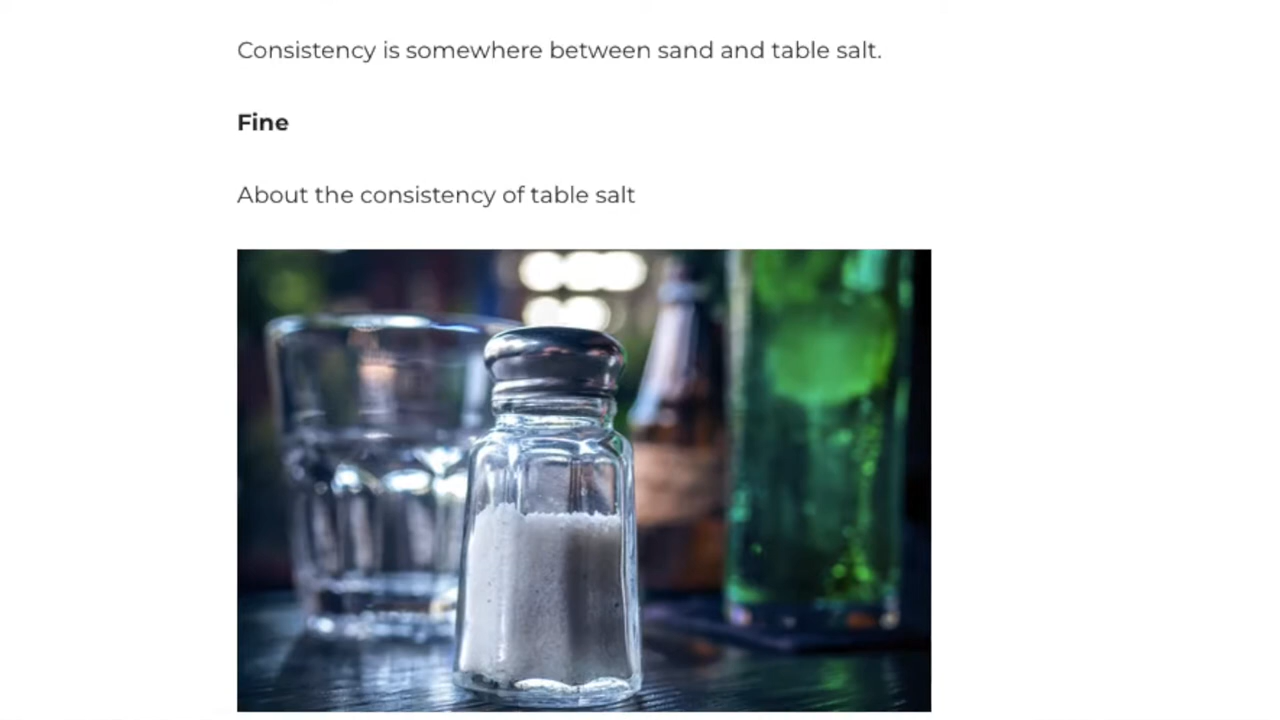 Consistency is somewhere between sand and table salt.
Fine
About the consistency of table salt